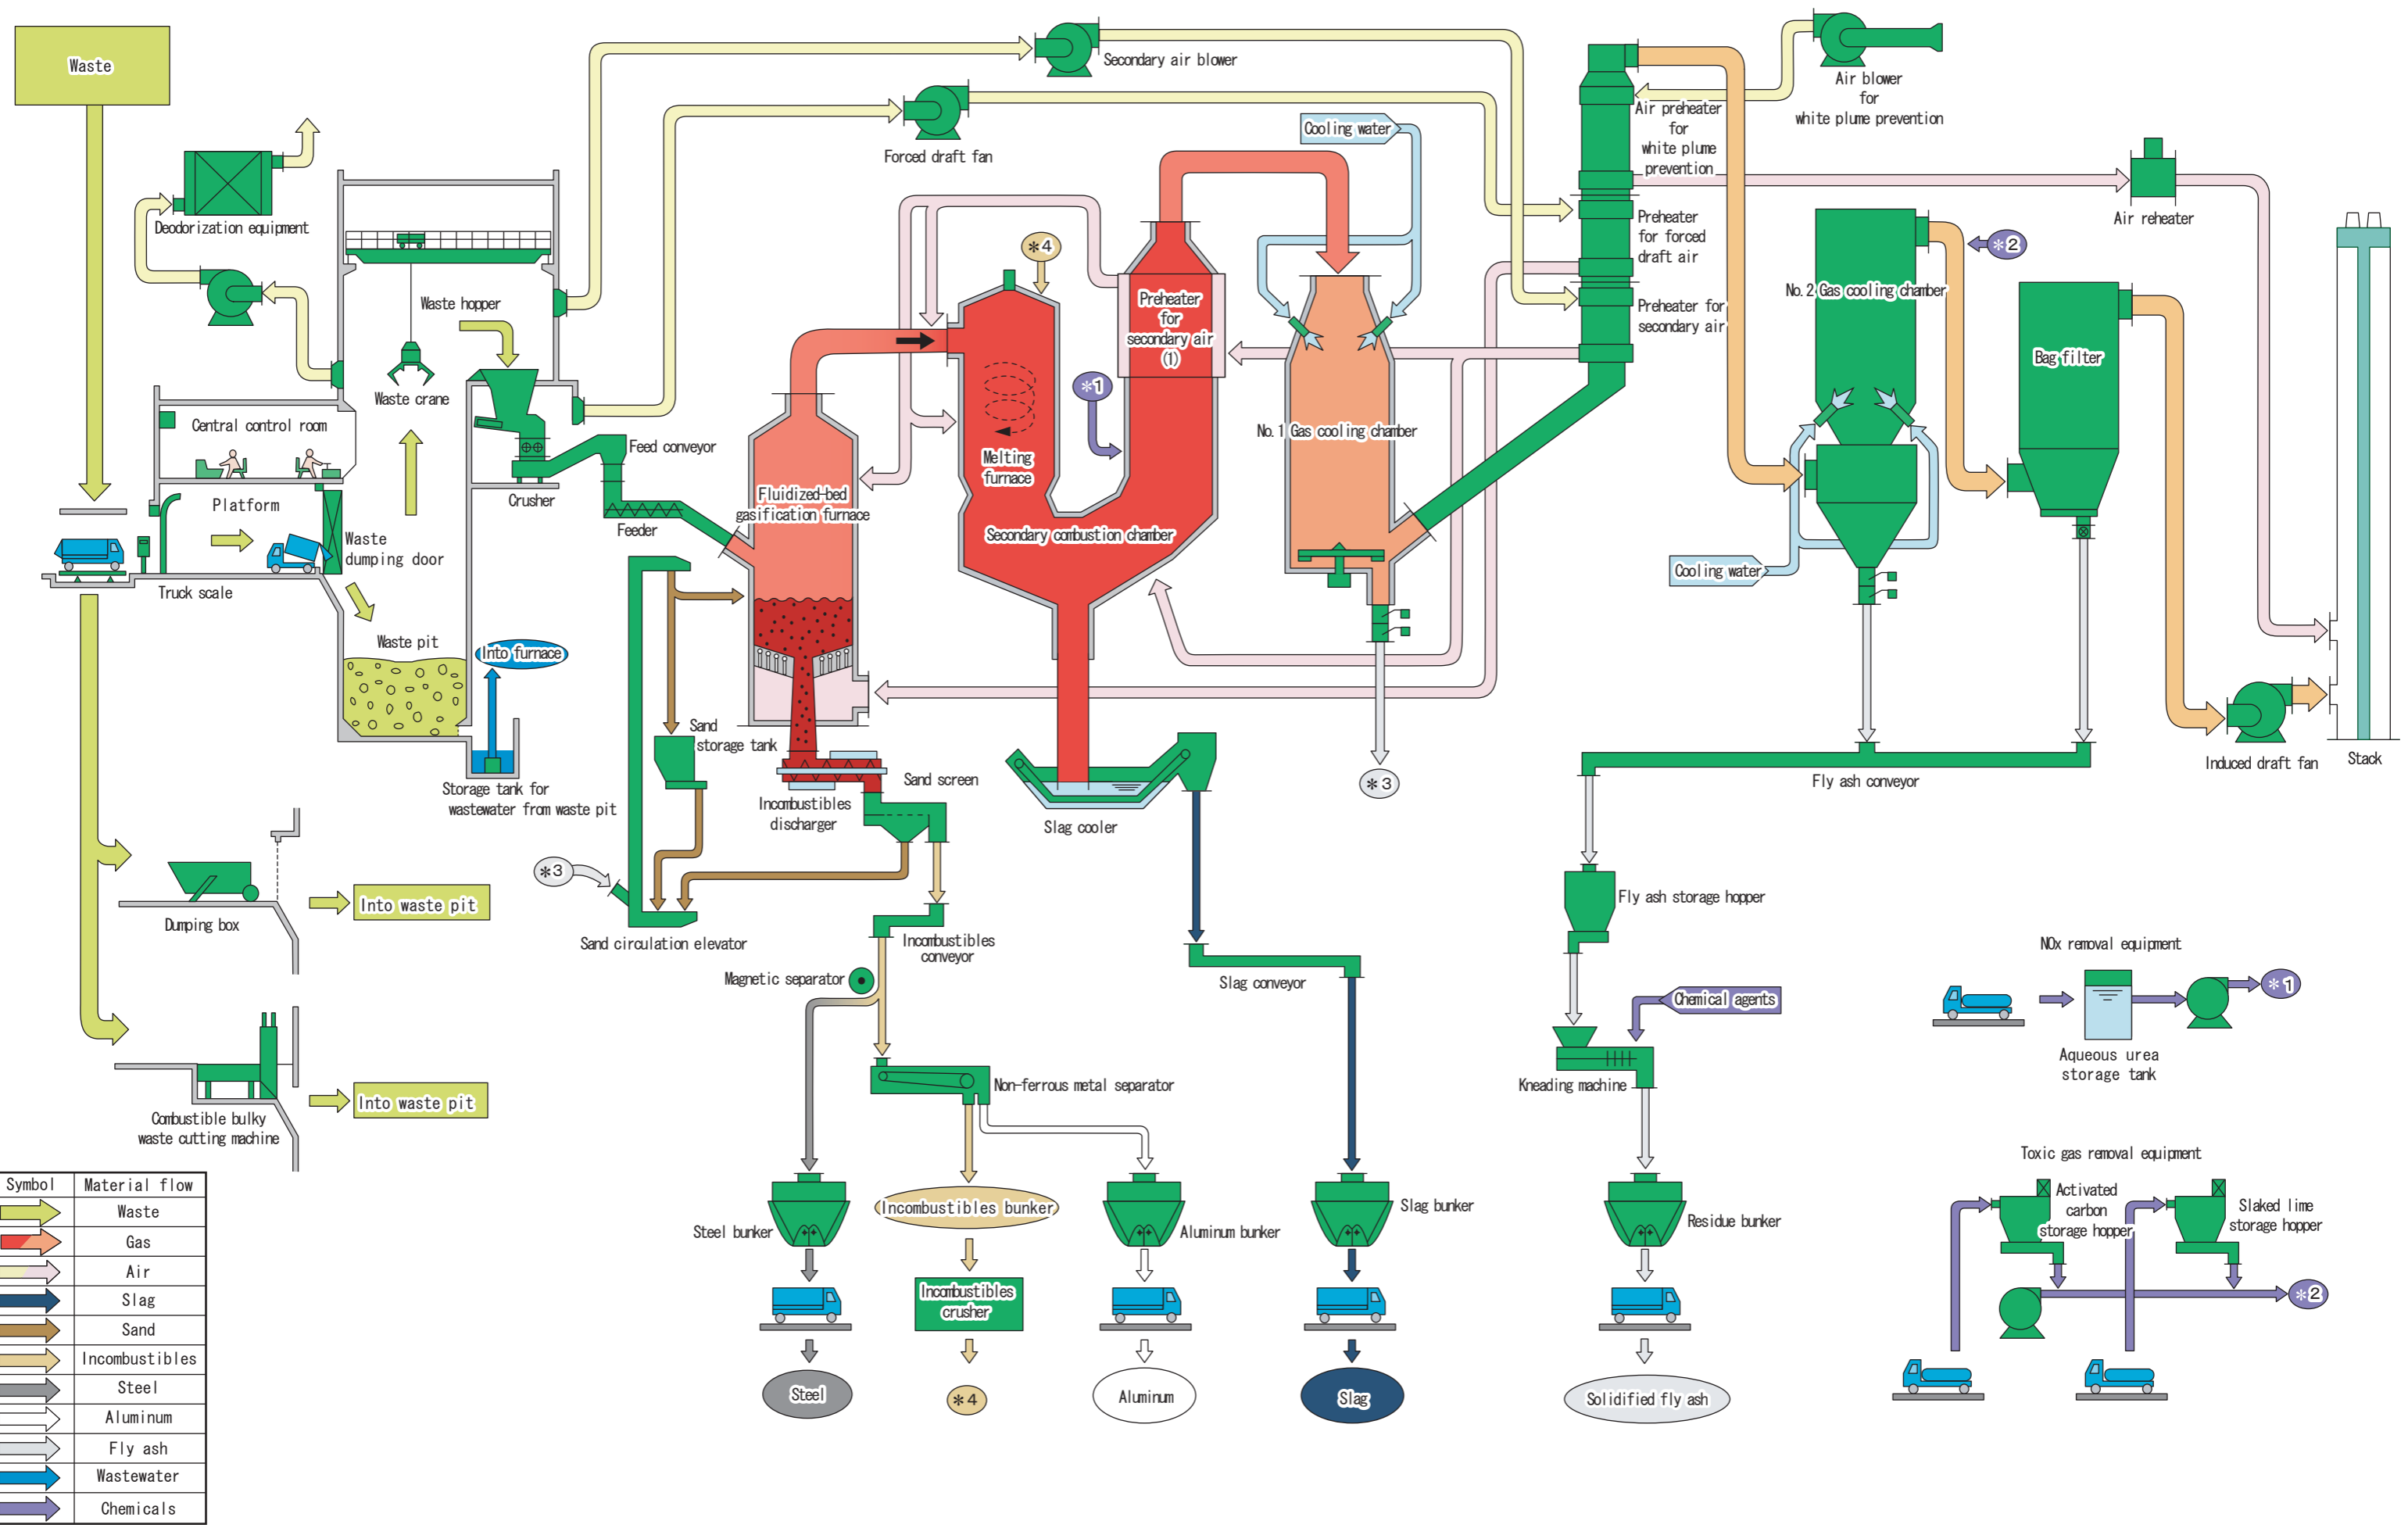 Waste
Secondary air blower
Air blower
for
white plume prevention
Forced draft fan
Cooling water
Air preheater
for
white plume
prevention
Deodorization equipment
Air reheater
Preheater
for forced
draft air
∗4
∗2
Waste hopper
Preheater
for
secondary air
(1)
No.2 Gas cooling chamber
Preheater for
secondary air
Bag filter
Waste crane
∗1
Central control room
No.1 Gas cooling chamber
Feed conveyor
Melting
furnace
Crusher
Fluidized-bed
gasification furnace
Platform
Feeder
Secondary combustion chamber
Waste
dumping door
Cooling water
Truck scale
Waste pit
Into furnace
Sand
storage tank
Sand screen
Stack
Induced draft fan
Fly ash conveyor
∗3
Storage tank for
wastewater from waste pit
Incombustibles
discharger
Slag cooler
∗3
Fly ash storage hopper
Into waste pit
Dumping box
Sand circulation elevator
Incombustibles
conveyor
NOx removal equipment
Magnetic separator
Slag conveyor
Chemical agents
∗1
Aqueous urea
storage tank
Non-ferrous metal separator
Kneading machine
Into waste pit
Combustible bulky
waste cutting machine
Toxic gas removal equipment
Symbol
Material flow
Waste
Gas
Air
Slag
Sand
Incombustibles
Steel
Aluminum
Fly ash
Wastewater
Chemicals
Steel bunker
Incombustibles bunker
Aluminum bunker
Slag bunker
Residue bunker
Activated
carbon
storage hopper
Slaked lime
storage hopper
Incombustibles
crusher
∗2
Steel
∗4
Aluminum
Slag
Solidified fly ash